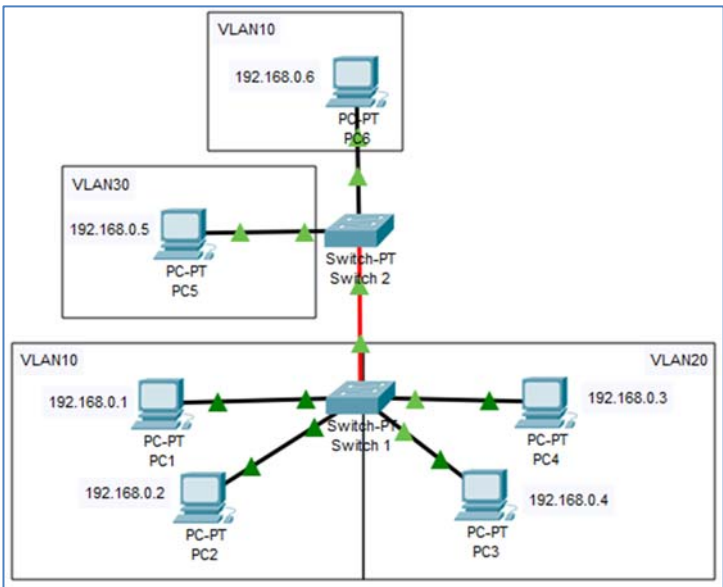 VLAN10
192.168.0.6
PC-PT
PC6
VLAN30
192.168.0.5
PC-PT
PC5
Switch-PT
Switch 2
VLAN10
VLAN20
192.168.0.1
PC-PT
PC1
192.168.0.2
PC-PT
PC2
Switch-PT
Switch 1
192.168.0.3
PC-PT
PC4
192.168.0.4
PC-PT
PC3